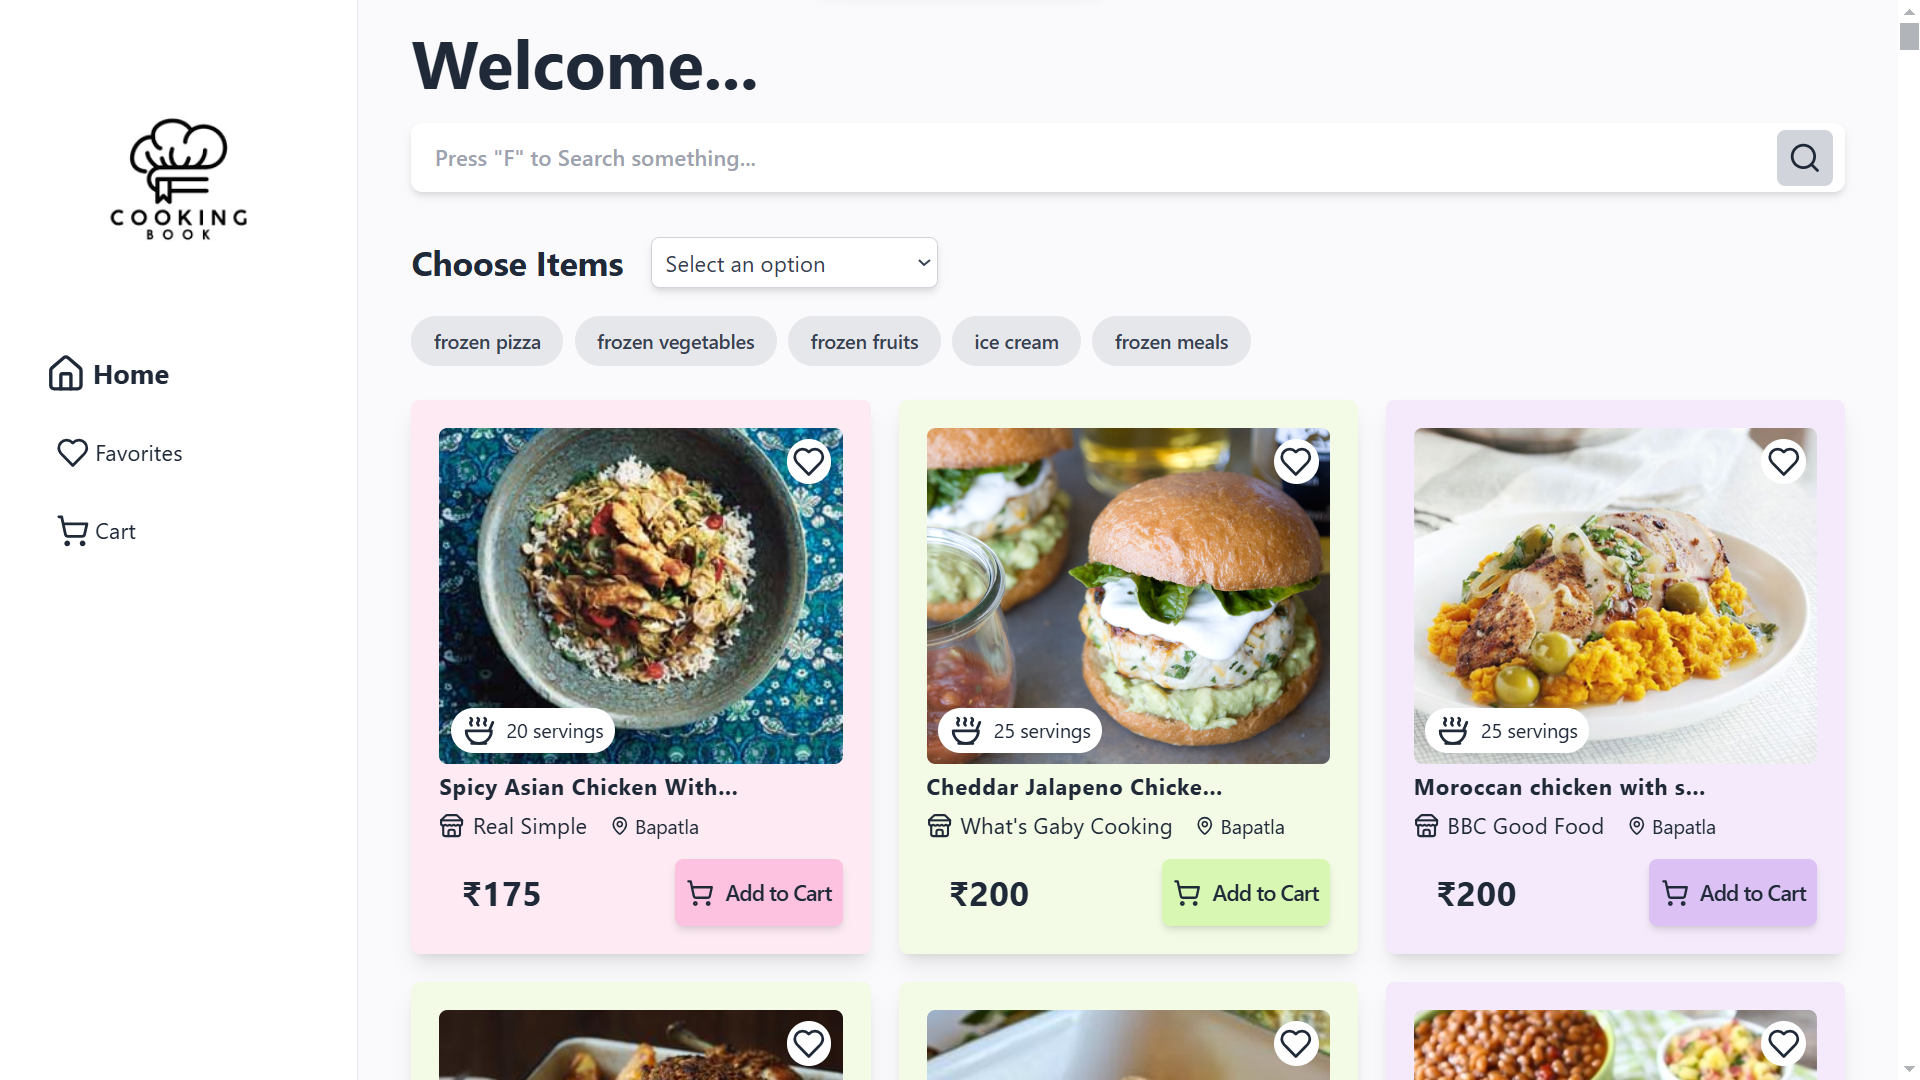 COOKING
BOOK
Home
Favorites
Cart
Welcome...
Press "F" to Search something...
Choose Items
Select an option
frozen pizza
frozen vegetables
frozen fruits
ice cream
frozen meals
20 servings
Spicy Asian Chicken With...
Real Simple
Bapatla
₹175
Add to Cart
25 servings
Cheddar Jalapeno Chicke...
What's Gaby Cooking
Bapatla
₹200
Add to Cart
25 servings
Moroccan chicken with s...
BBC Good Food
Bapatla
₹200
Add to Cart